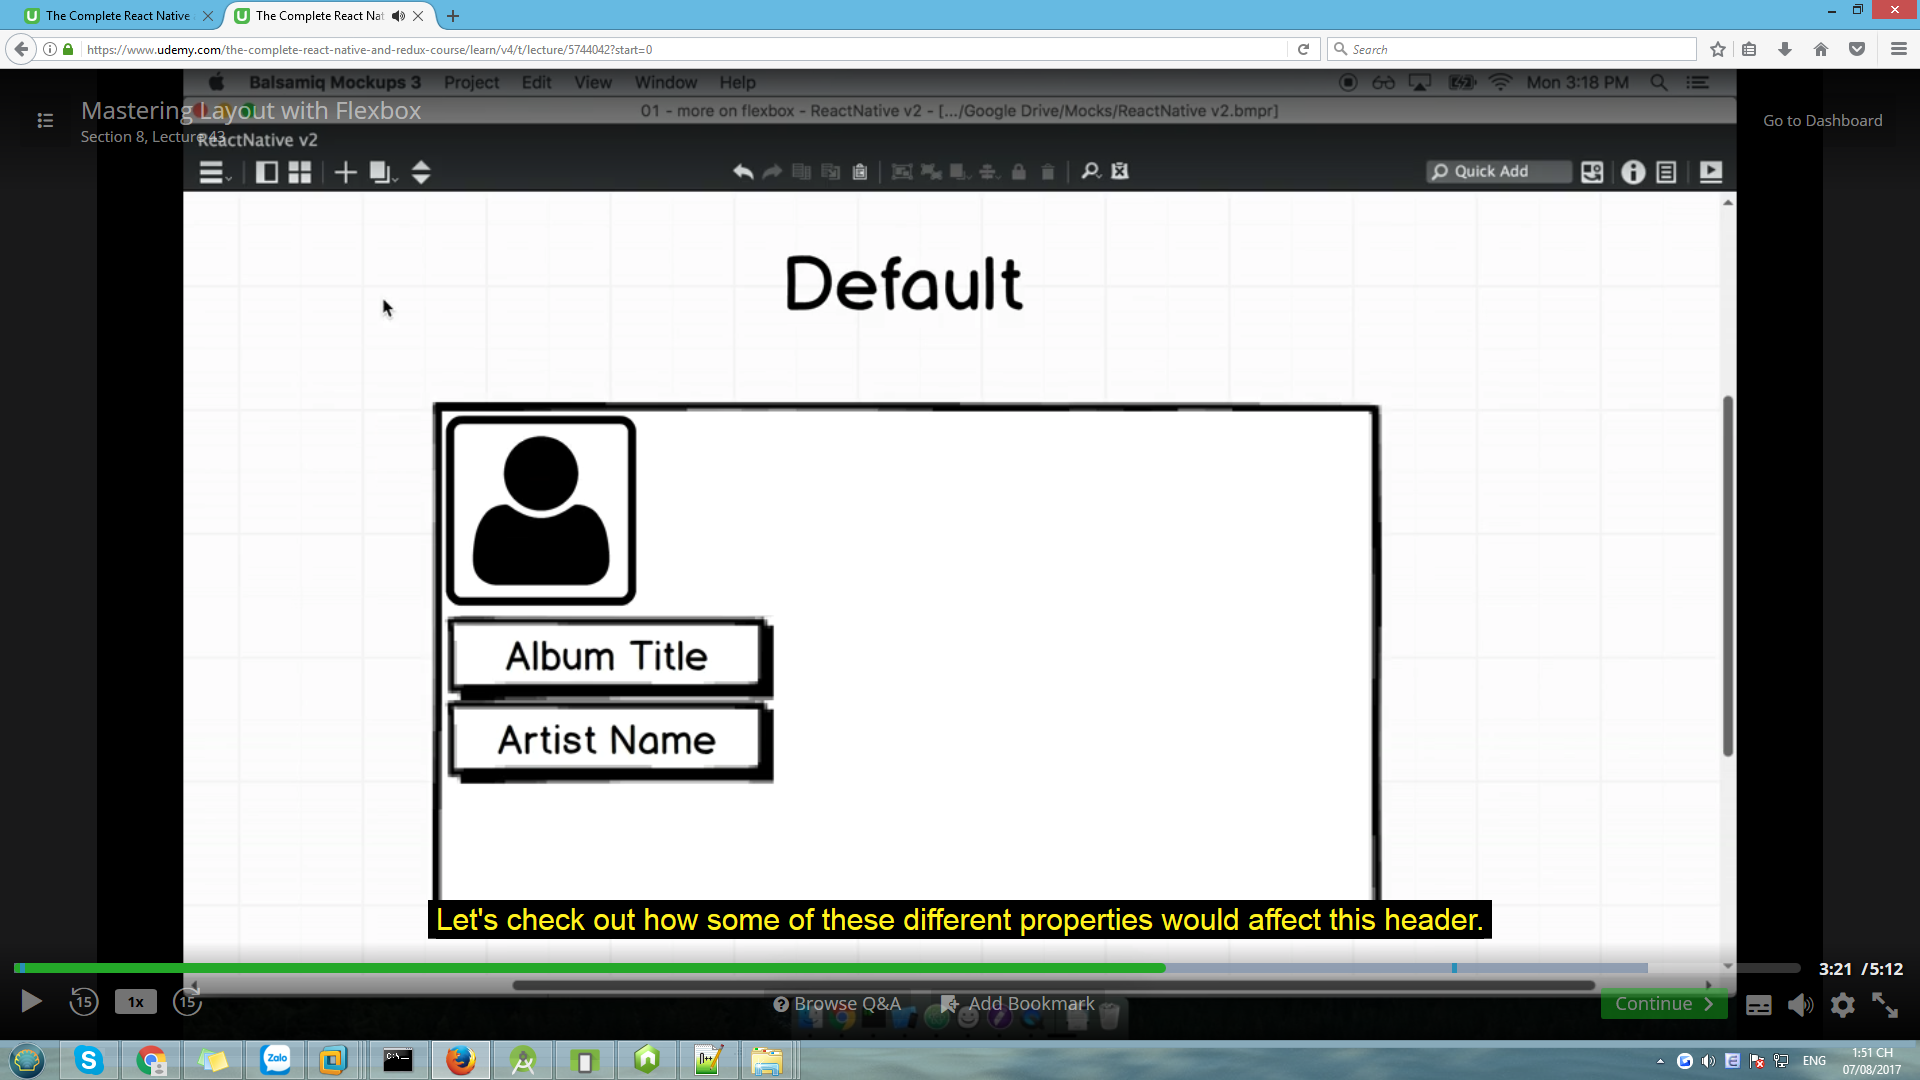 The Complete React Native
The Complete React Nat
https://www.udemy.com/the-complete-react-native-and-redux-course/learn/v4/t/lecture/5744042?start=0
Search
Balsamiq Mockups 3 Project Edit View Window Help
Mon 3:18 PM
Mastering Layout with Flexbox
01 - more on flexbox - ReactNative v2 - [.../Google Drive/Mocks/ReactNative v2.bmpr]
Go to Dashboard
Section 8, Lecture 43
ReactNative v2
Quick Add
Default
Album Title
Artist Name
Let's check out how some of these different properties would affect this header.
3:21 / 5:12
15
1x
15
Browse Q&A
Add Bookmark
Continue
Zalo
C:\_
ENG
1:51 CH
07/08/2017